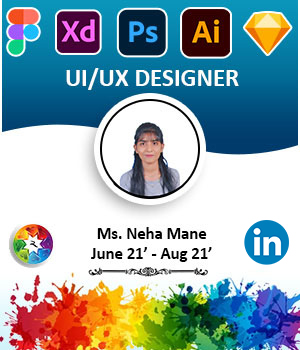 Xd Ps Ai
UI/UX DESIGNER
Ms. Neha Mane
June 21’ - Aug 21’
in